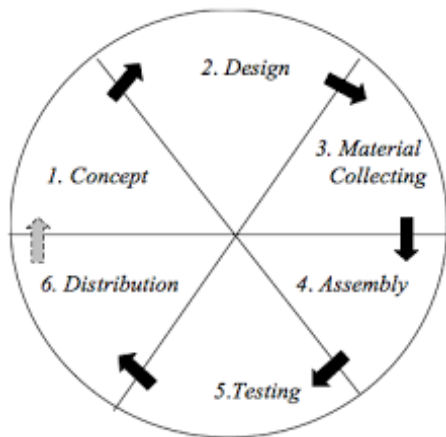 2. Design
1. Concept
3. Material
Collecting
6. Distribution
4. Assembly
5.Testing